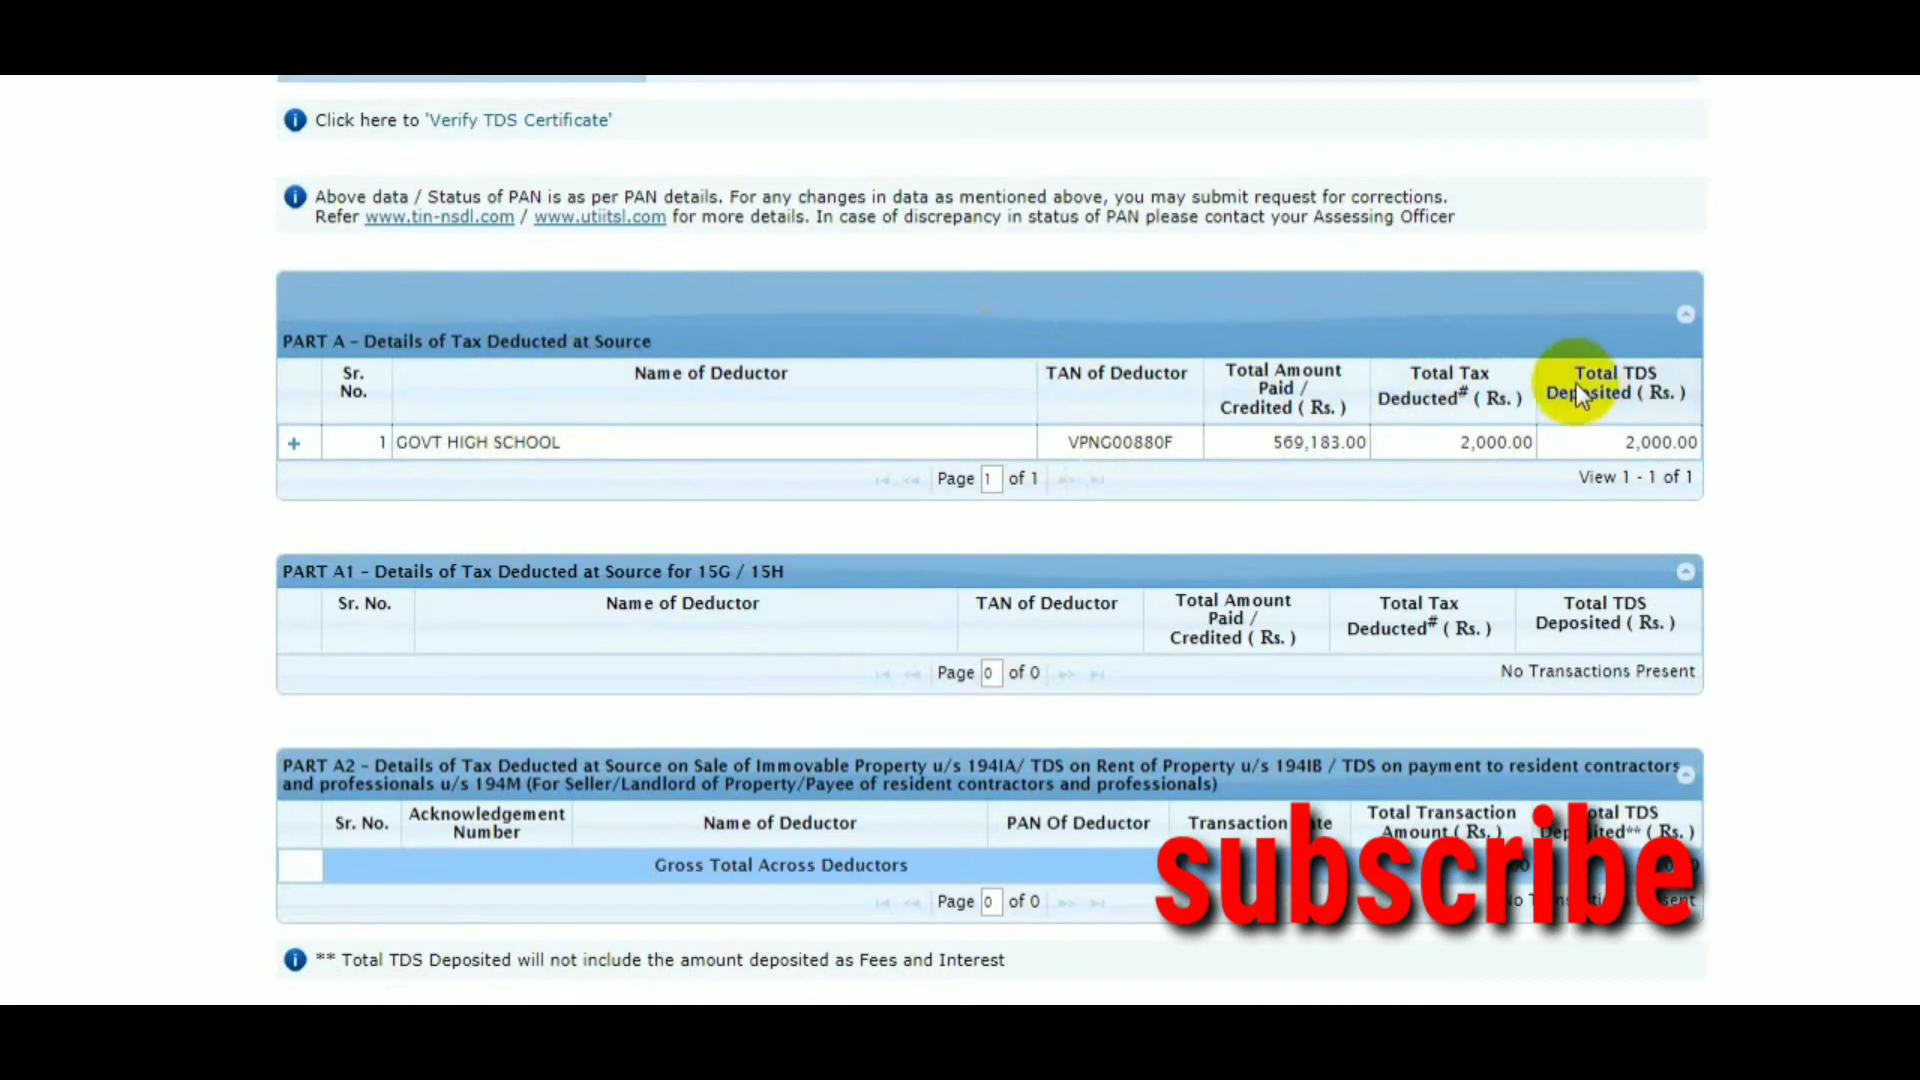 Click here to 'Verify TDS Certificate'
Above data / Status of PAN is as per PAN details. For any changes in data as mentioned above, you may submit request for corrections.
Refer www.tin-nsdl.com / www.utiitsl.com for more details. In case of discrepancy in status of PAN please contact your Assessing Officer
PART A - Details of Tax Deducted at Source
Sr. No. Name of Deductor TAN of Deductor Total Amount Paid / Credited ( Rs. ) Total Tax Deducted# ( Rs. ) Total TDS Deposited ( Rs. )
+ 1 GOVT HIGH SCHOOL VPNG00880F 569,183.00 2,000.00 2,000.00
Page 1 of 1 View 1 - 1 of 1
PART A1 - Details of Tax Deducted at Source for 15G / 15H
Sr. No. Name of Deductor TAN of Deductor Total Amount Paid / Credited ( Rs. ) Total Tax Deducted# ( Rs. ) Total TDS Deposited ( Rs. )
Page 0 of 0 No Transactions Present
PART A2 - Details of Tax Deducted at Source on Sale of Immovable Property u/s 194IA/ TDS on Rent of Property u/s 194IB / TDS on payment to resident contractors
and professionals u/s 194M (For Seller/Landlord of Property/Payee of resident contractors and professionals)
Sr. No. Acknowledgement Number Name of Deductor PAN Of Deductor Transaction Total Transaction Amount ( Rs. ) ( Rs. )
Gross Total Across Deductors
Page 0 of 0
subscribe
** Total TDS Deposited will not include the amount deposited as Fees and Interest